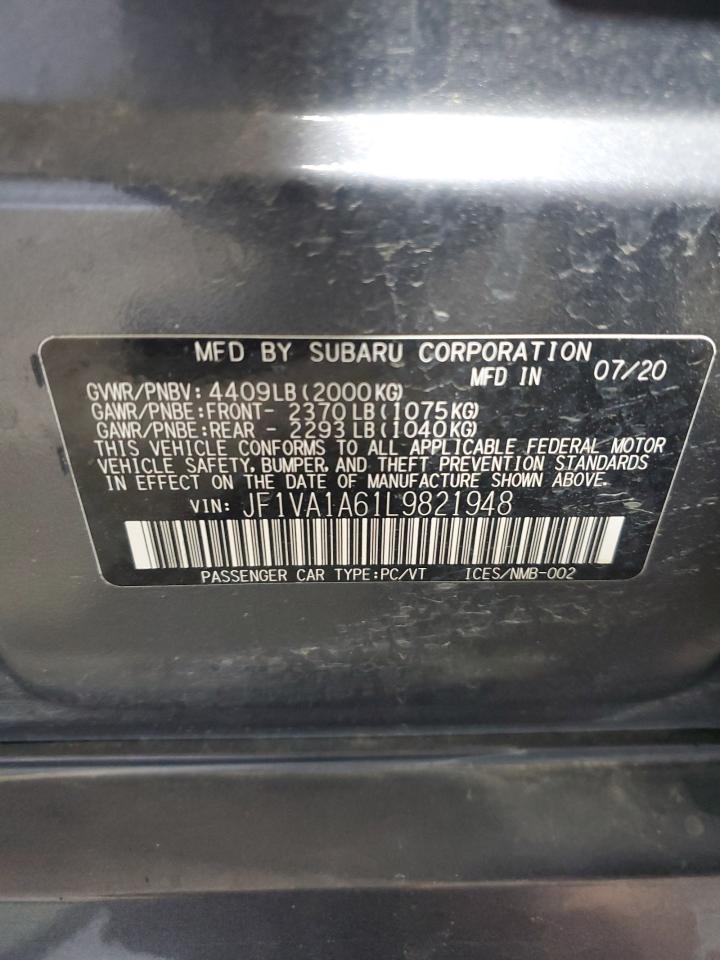 MFD BY SUBARU CORPORATION
MFD IN 07/20
GVWR/PNBV: 4409LB(2000KG)
GAWR/PNBE:FRONT- 2370LB(1075KG)
GAWR/PNBE:REAR - 2293LB(1040KG)
THIS VEHICLE CONFORMS TO ALL APPLICABLE FEDERAL MOTOR
VEHICLE SAFETY, BUMPER, AND THEFT PREVENTION STANDARDS
IN EFFECT ON THE DATE OF MANUFACTURE SHOWN ABOVE.
VIN: JF1VA1A61L9821948
PASSENGER CAR TYPE:PC/VT ICES/NMB-002